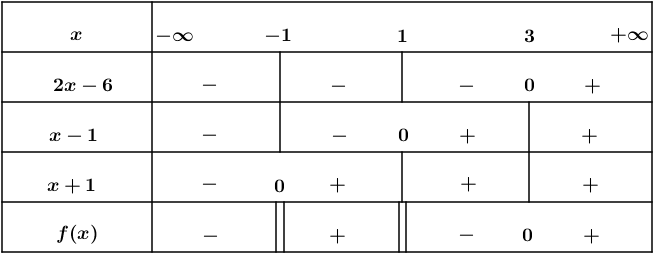 x −∞ −1 1 3 +∞
2x − 6 − − − 0 +
x − 1 − − 0 + +
x + 1 − 0 + + +
f(x) − + − 0 +